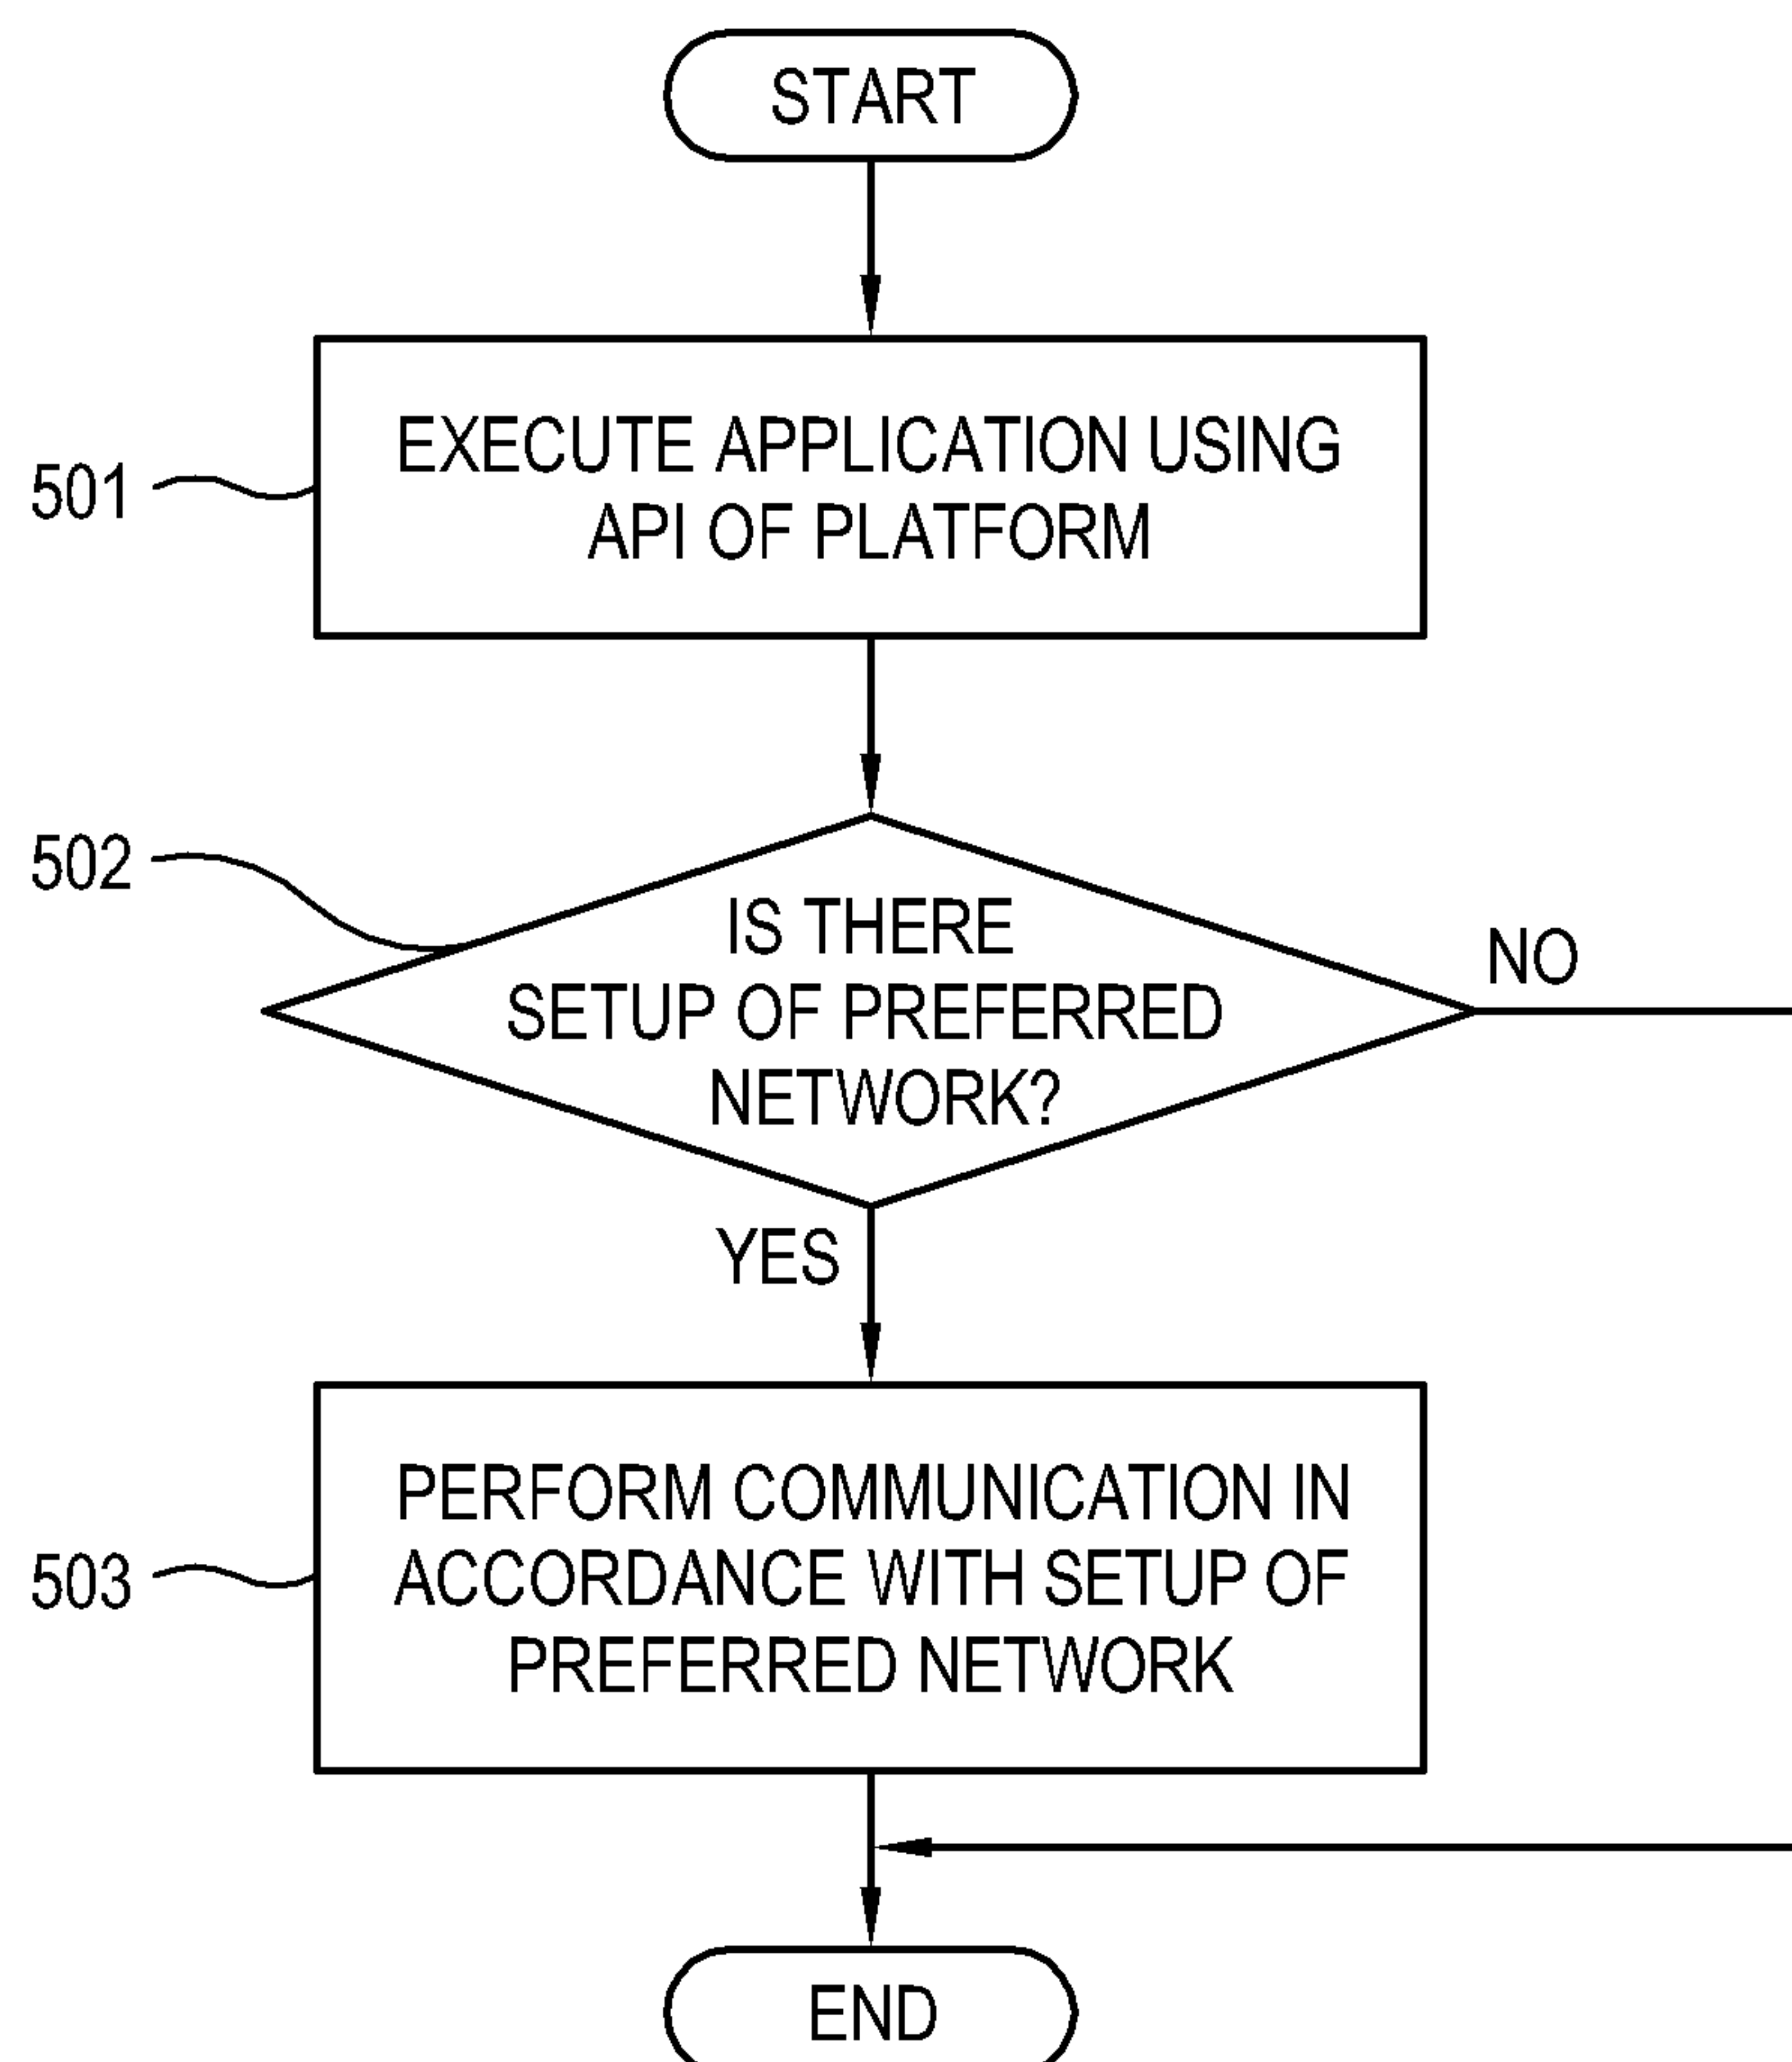 START
501
EXECUTE APPLICATION USING
API OF PLATFORM
502
IS THERE
SETUP OF PREFERRED
NETWORK?
NO
YES
503
PERFORM COMMUNICATION IN
ACCORDANCE WITH SETUP OF
PREFERRED NETWORK
END